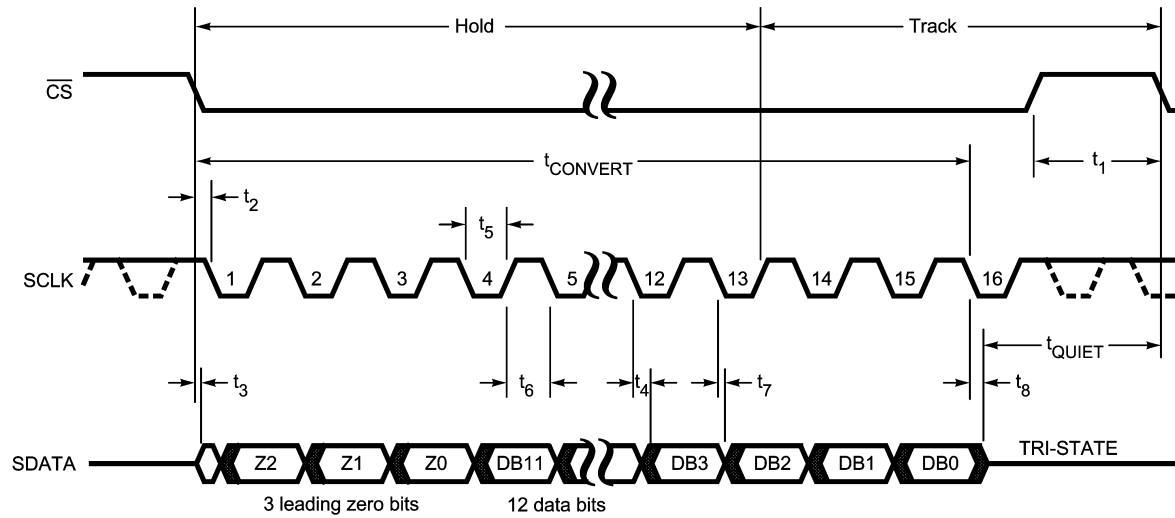 Hold Track
CS
tCONVERT t1
t2
t5
SCLK 1 2 3 4 5 12 13 14 15 16
tQUIET
t3 t6 t4 t7 t8
SDATA Z2 Z1 Z0 DB11 DB3 DB2 DB1 DB0 TRI-STATE
3 leading zero bits 12 data bits